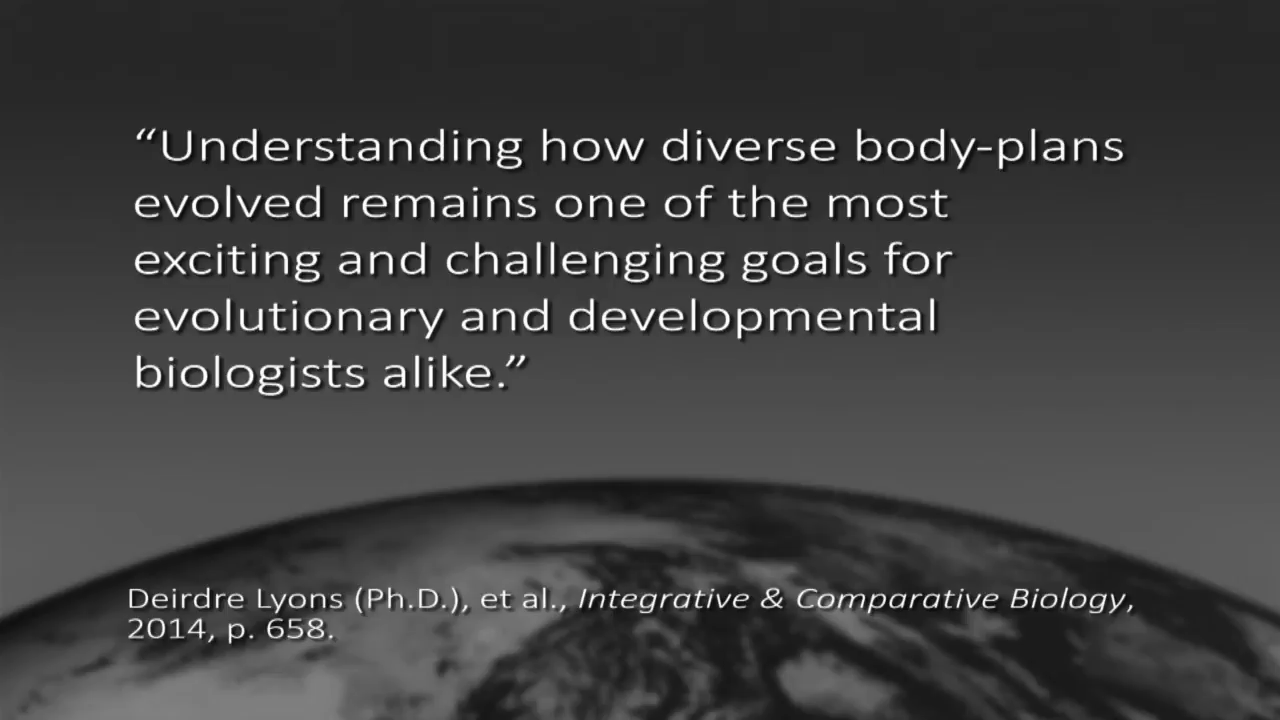 “Understanding how diverse body-plans
evolved remains one of the most
exciting and challenging goals for
evolutionary and developmental
biologists alike.”
Deirdre Lyons (Ph.D.), et al., Integrative & Comparative Biology,
2014, p. 658.